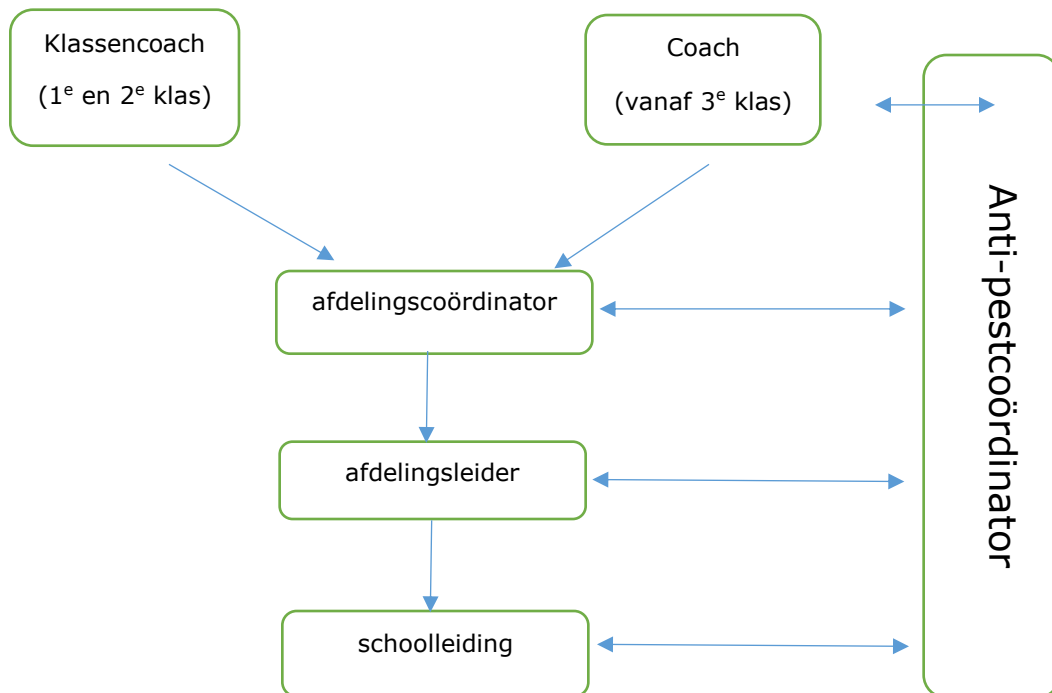 Klassencoach
(1e en 2e klas)
Coach
(vanaf 3e klas)
afdelingscoördinator
afdelingsleider
schoolleiding
Anti-pestcoördinator